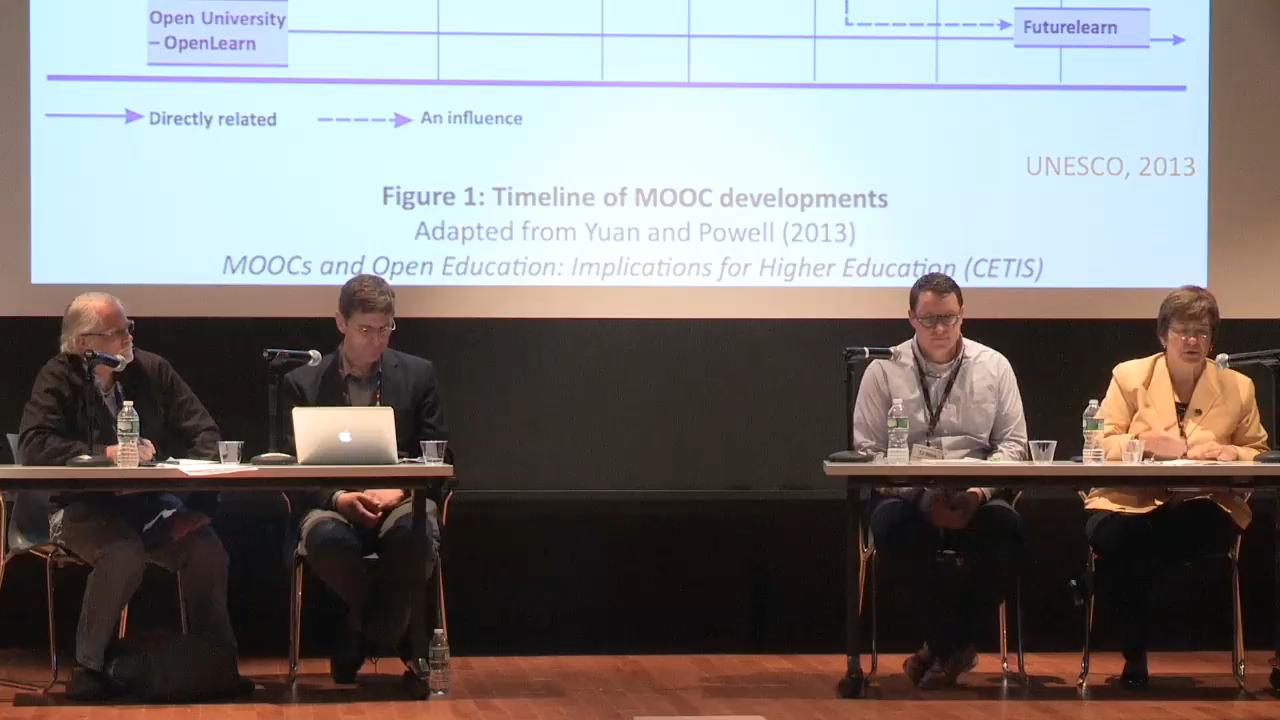 Open University
– OpenLearn
Futurelearn
Directly related
An influence
UNESCO, 2013
Figure 1: Timeline of MOOC developments
Adapted from Yuan and Powell (2013)
MOOCs and Open Education: Implications for Higher Education (CETIS)